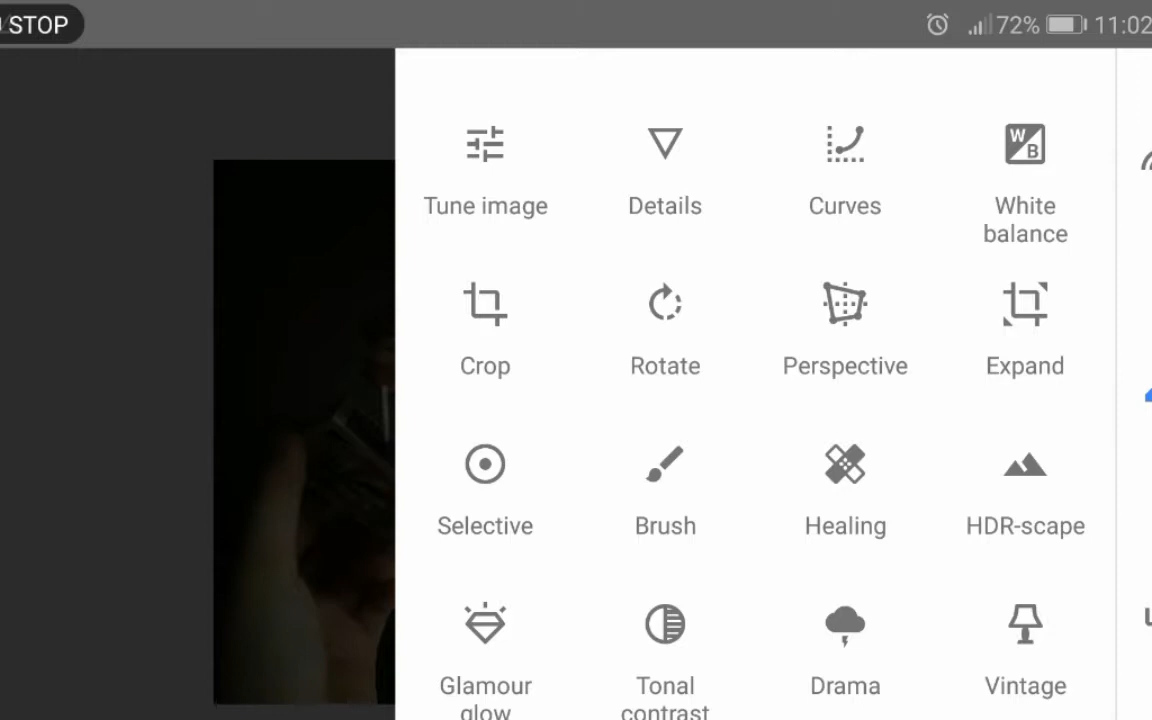 STOP
72% 11:02
Tune image
Details
Curves
W
B
White
balance
Crop
Rotate
Perspective
Expand
Selective
Brush
Healing
HDR-scape
Glamour
glow
Tonal
contrast
Drama
Vintage